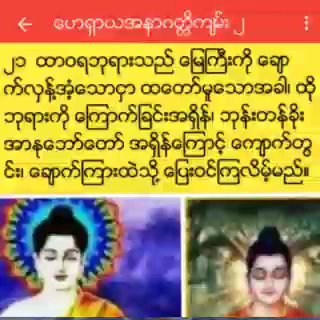 ဟေရှာယအနာဂတ္တိကျမ်း ၂
၂၁ ထာဝရဘုရားသည် မြေကြီးကို ချော
က်လှန့်အံ့သောငှာ ထတော်မူသောအခါ၊ ထို
ဘုရားကို ကြောက်ခြင်းအရှိန်၊ ဘုန်းတန်ခိုး
အာနုဘော်တော် အရှိန်ကြောင့် ကျောက်တွ
င်း၊ ချောက်ကြားထဲသို့ ပြေးဝင်ကြလိမ့်မည်။